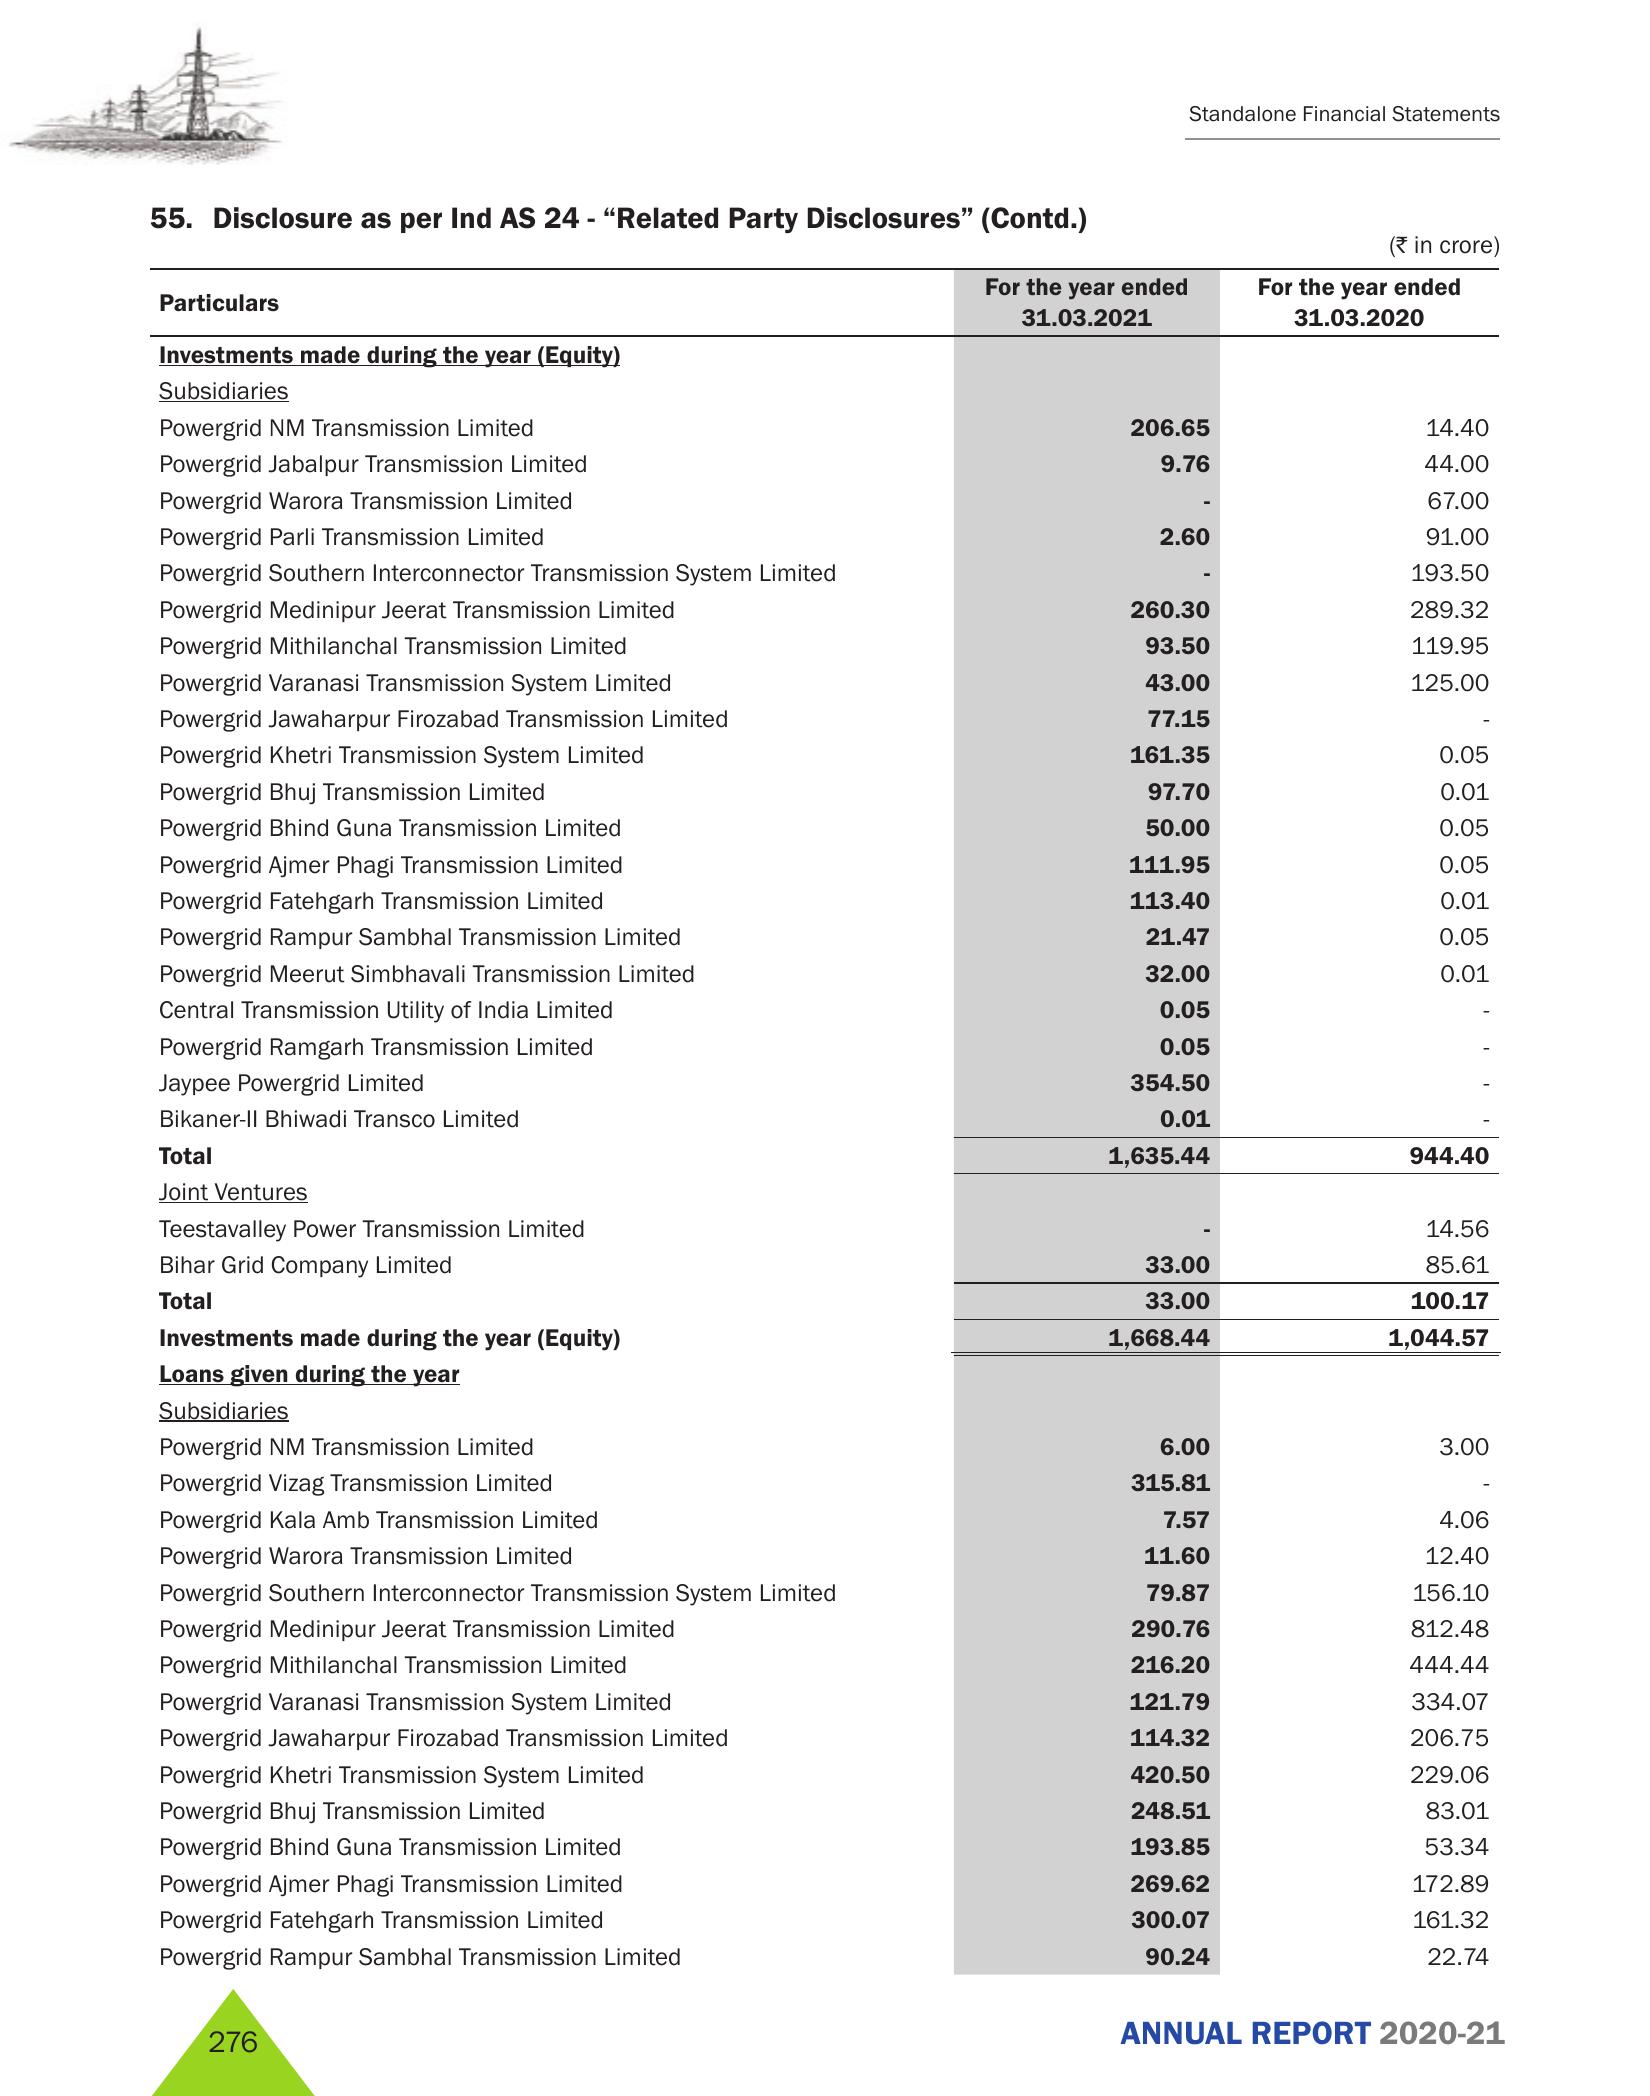 Standalone Financial Statements
55. Disclosure as per Ind AS 24 - “Related Party Disclosures” (Contd.)
(₹ in crore)
Particulars For the year ended 31.03.2021 For the year ended 31.03.2020
Investments made during the year (Equity)
Subsidiaries
Powergrid NM Transmission Limited 206.65 14.40
Powergrid Jabalpur Transmission Limited 9.76 44.00
Powergrid Warora Transmission Limited - 67.00
Powergrid Parli Transmission Limited 2.60 91.00
Powergrid Southern Interconnector Transmission System Limited - 193.50
Powergrid Medinipur Jeerat Transmission Limited 260.30 289.32
Powergrid Mithilanchal Transmission Limited 93.50 119.95
Powergrid Varanasi Transmission System Limited 43.00 125.00
Powergrid Jawaharpur Firozabad Transmission Limited 77.15 -
Powergrid Khetri Transmission System Limited 161.35 0.05
Powergrid Bhuj Transmission Limited 97.70 0.01
Powergrid Bhind Guna Transmission Limited 50.00 0.05
Powergrid Ajmer Phagi Transmission Limited 111.95 0.05
Powergrid Fatehgarh Transmission Limited 113.40 0.01
Powergrid Rampur Sambhal Transmission Limited 21.47 0.05
Powergrid Meerut Simbhavali Transmission Limited 32.00 0.01
Central Transmission Utility of India Limited 0.05 -
Powergrid Ramgarh Transmission Limited 0.05 -
Jaypee Powergrid Limited 354.50 -
Bikaner-II Bhiwadi Transco Limited 0.01 -
Total 1,635.44 944.40
Joint Ventures
Teestavalley Power Transmission Limited - 14.56
Bihar Grid Company Limited 33.00 85.61
Total 33.00 100.17
Investments made during the year (Equity) 1,668.44 1,044.57
Loans given during the year
Subsidiaries
Powergrid NM Transmission Limited 6.00 3.00
Powergrid Vizag Transmission Limited 315.81 -
Powergrid Kala Amb Transmission Limited 7.57 4.06
Powergrid Warora Transmission Limited 11.60 12.40
Powergrid Southern Interconnector Transmission System Limited 79.87 156.10
Powergrid Medinipur Jeerat Transmission Limited 290.76 812.48
Powergrid Mithilanchal Transmission Limited 216.20 444.44
Powergrid Varanasi Transmission System Limited 121.79 334.07
Powergrid Jawaharpur Firozabad Transmission Limited 114.32 206.75
Powergrid Khetri Transmission System Limited 420.50 229.06
Powergrid Bhuj Transmission Limited 248.51 83.01
Powergrid Bhind Guna Transmission Limited 193.85 53.34
Powergrid Ajmer Phagi Transmission Limited 269.62 172.89
Powergrid Fatehgarh Transmission Limited 300.07 161.32
Powergrid Rampur Sambhal Transmission Limited 90.24 22.74
276
ANNUAL REPORT 2020-21